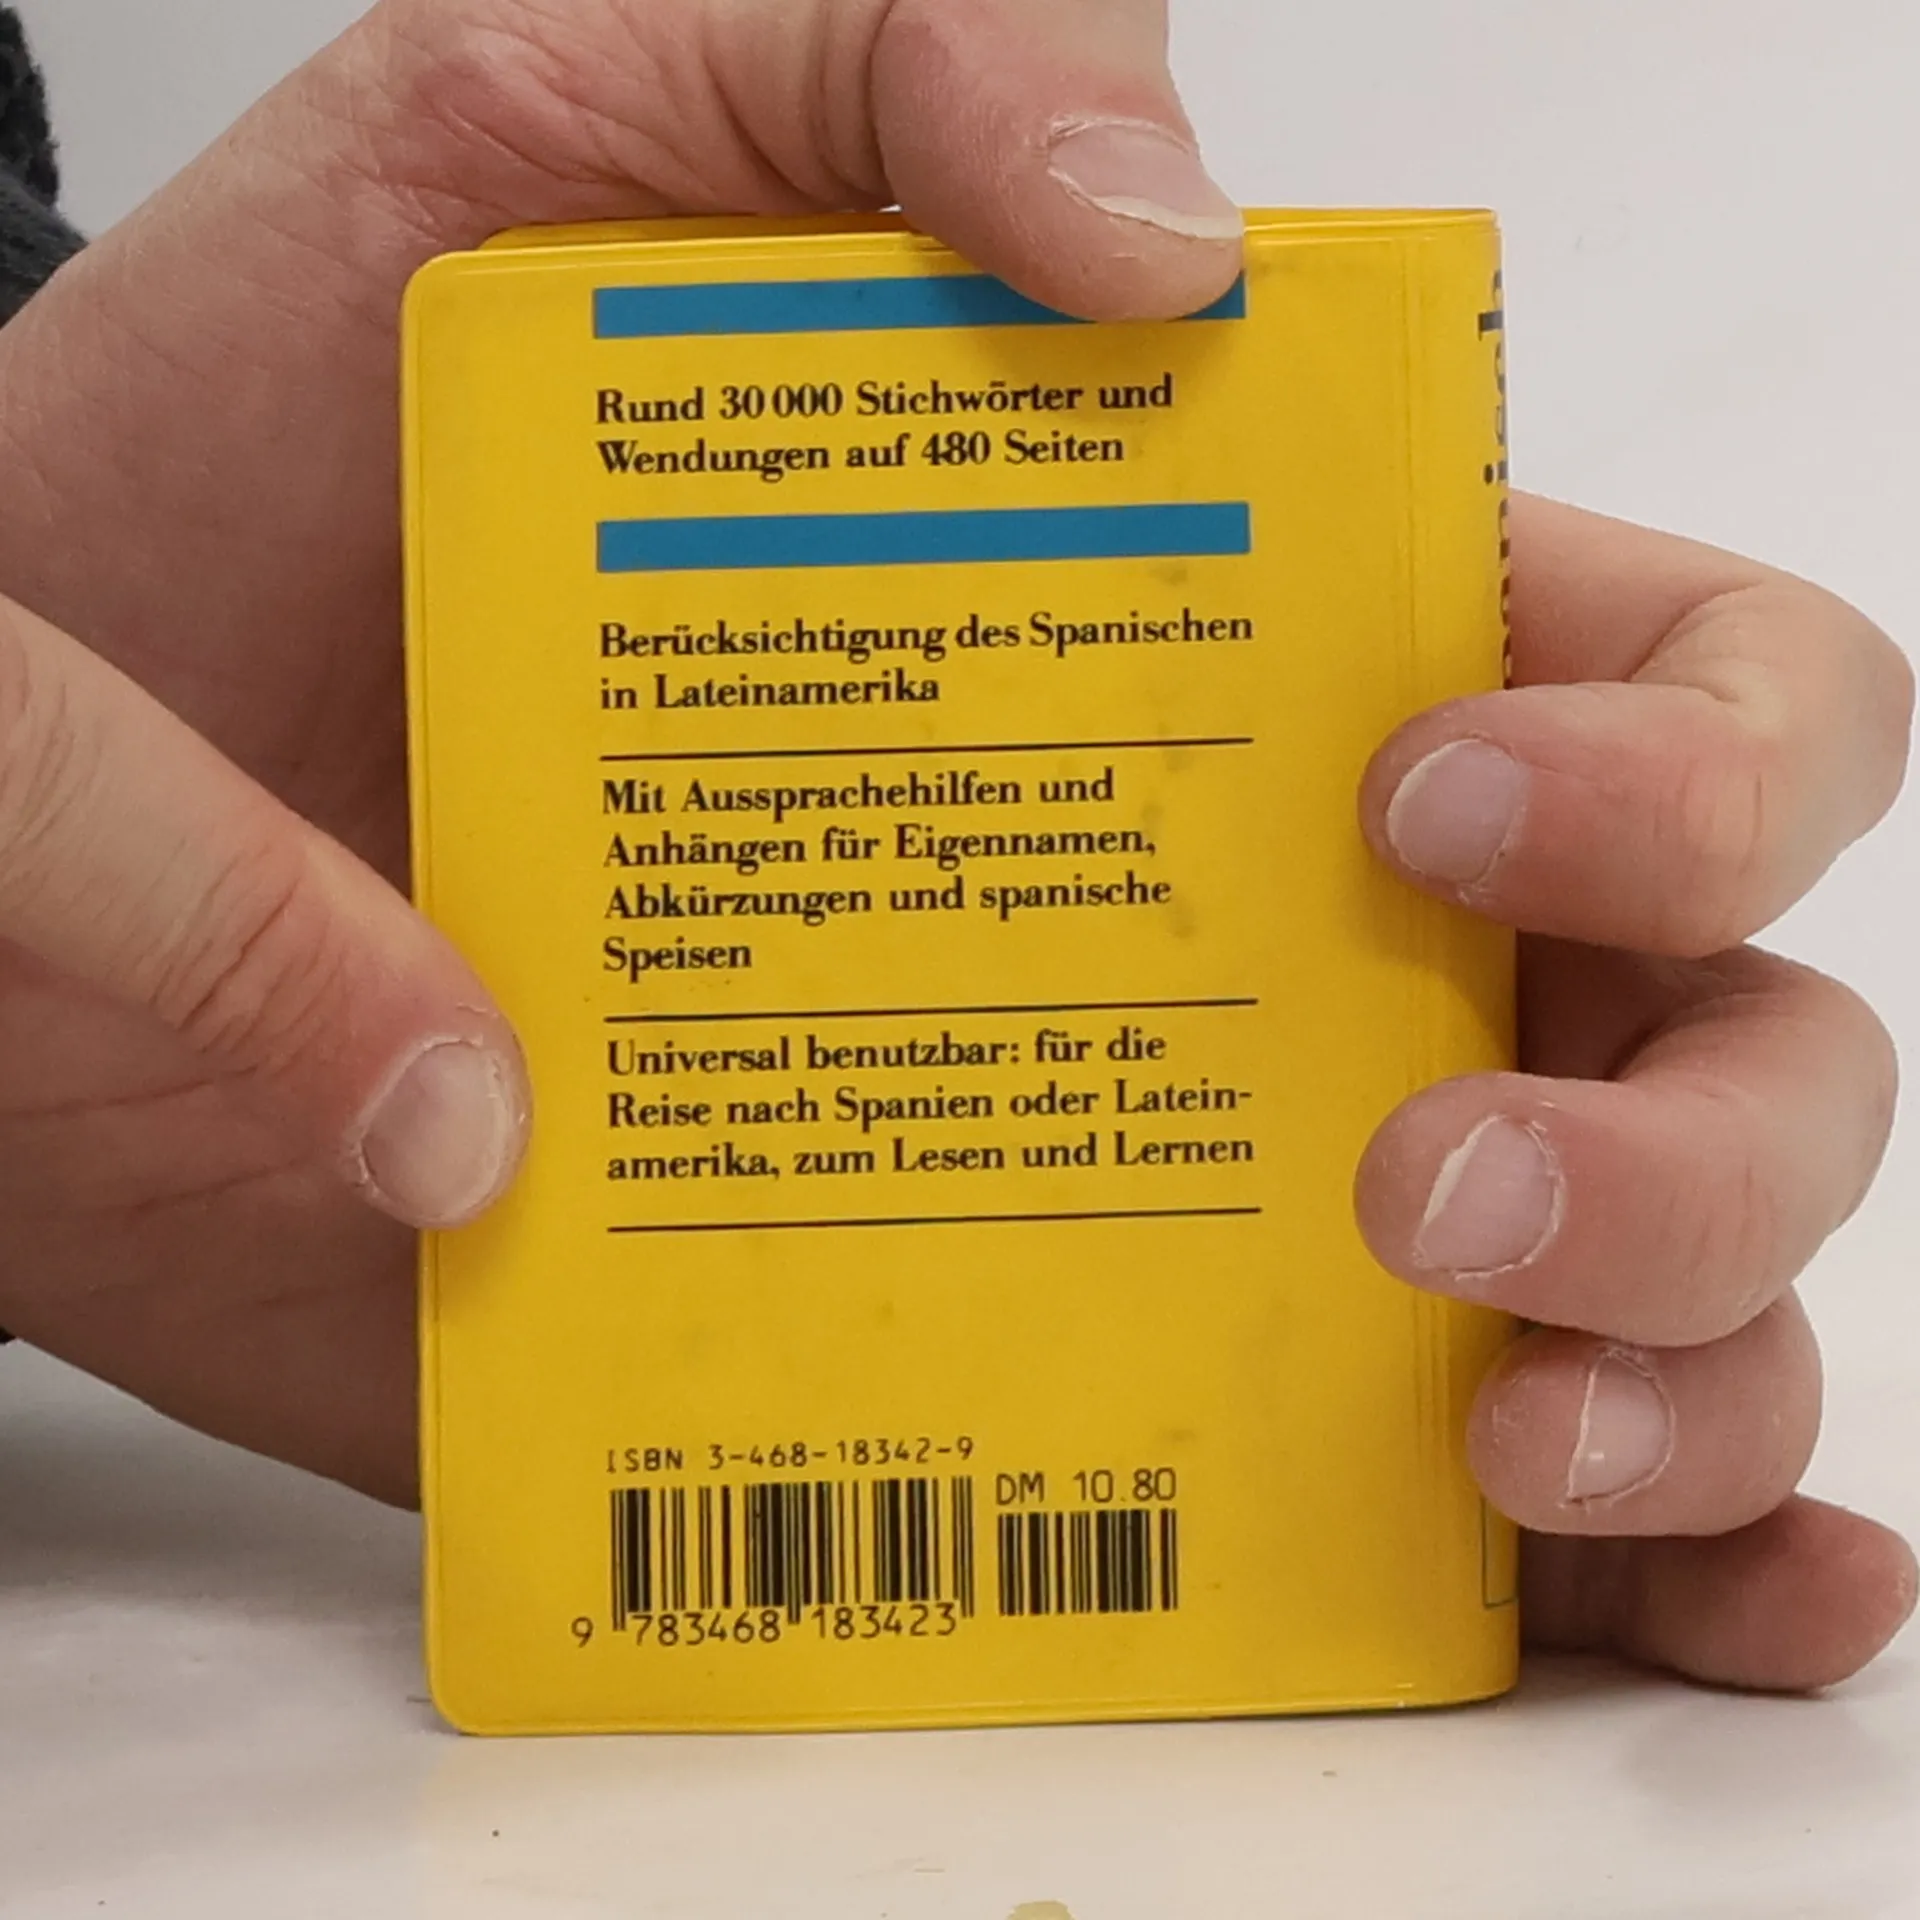 Rund 30 000 Stichwörter und
Wendungen auf 480 Seiten
Berücksichtigung des Spanischen
in Lateinamerika
Mit Aussprachehilfen und
Anhängen für Eigennamen,
Abkürzungen und spanische
Speisen
Universal benutzbar: für die
Reise nach Spanien oder Latein-
amerika, zum Lesen und Lernen
ISBN 3-468-18342-9
DM 10.80
9 783468 183423